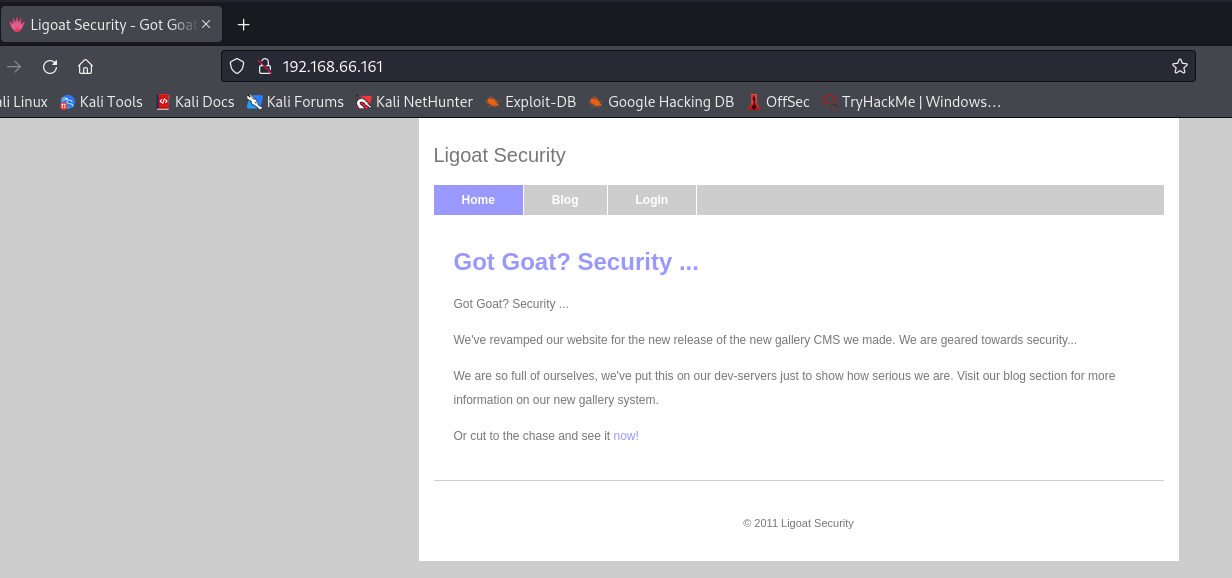 Ligoat Security - Got Goat
192.168.66.161
ali Linux Kali Tools Kali Docs Kali Forums Kali NetHunter Exploit-DB Google Hacking DB OffSec TryHackMe | Windows…
Ligoat Security
Home Blog Login
Got Goat? Security ...
Got Goat? Security ...
We've revamped our website for the new release of the new gallery CMS we made. We are geared towards security...
We are so full of ourselves, we've put this on our dev-servers just to show how serious we are. Visit our blog section for more
information on our new gallery system.
Or cut to the chase and see it now!
© 2011 Ligoat Security